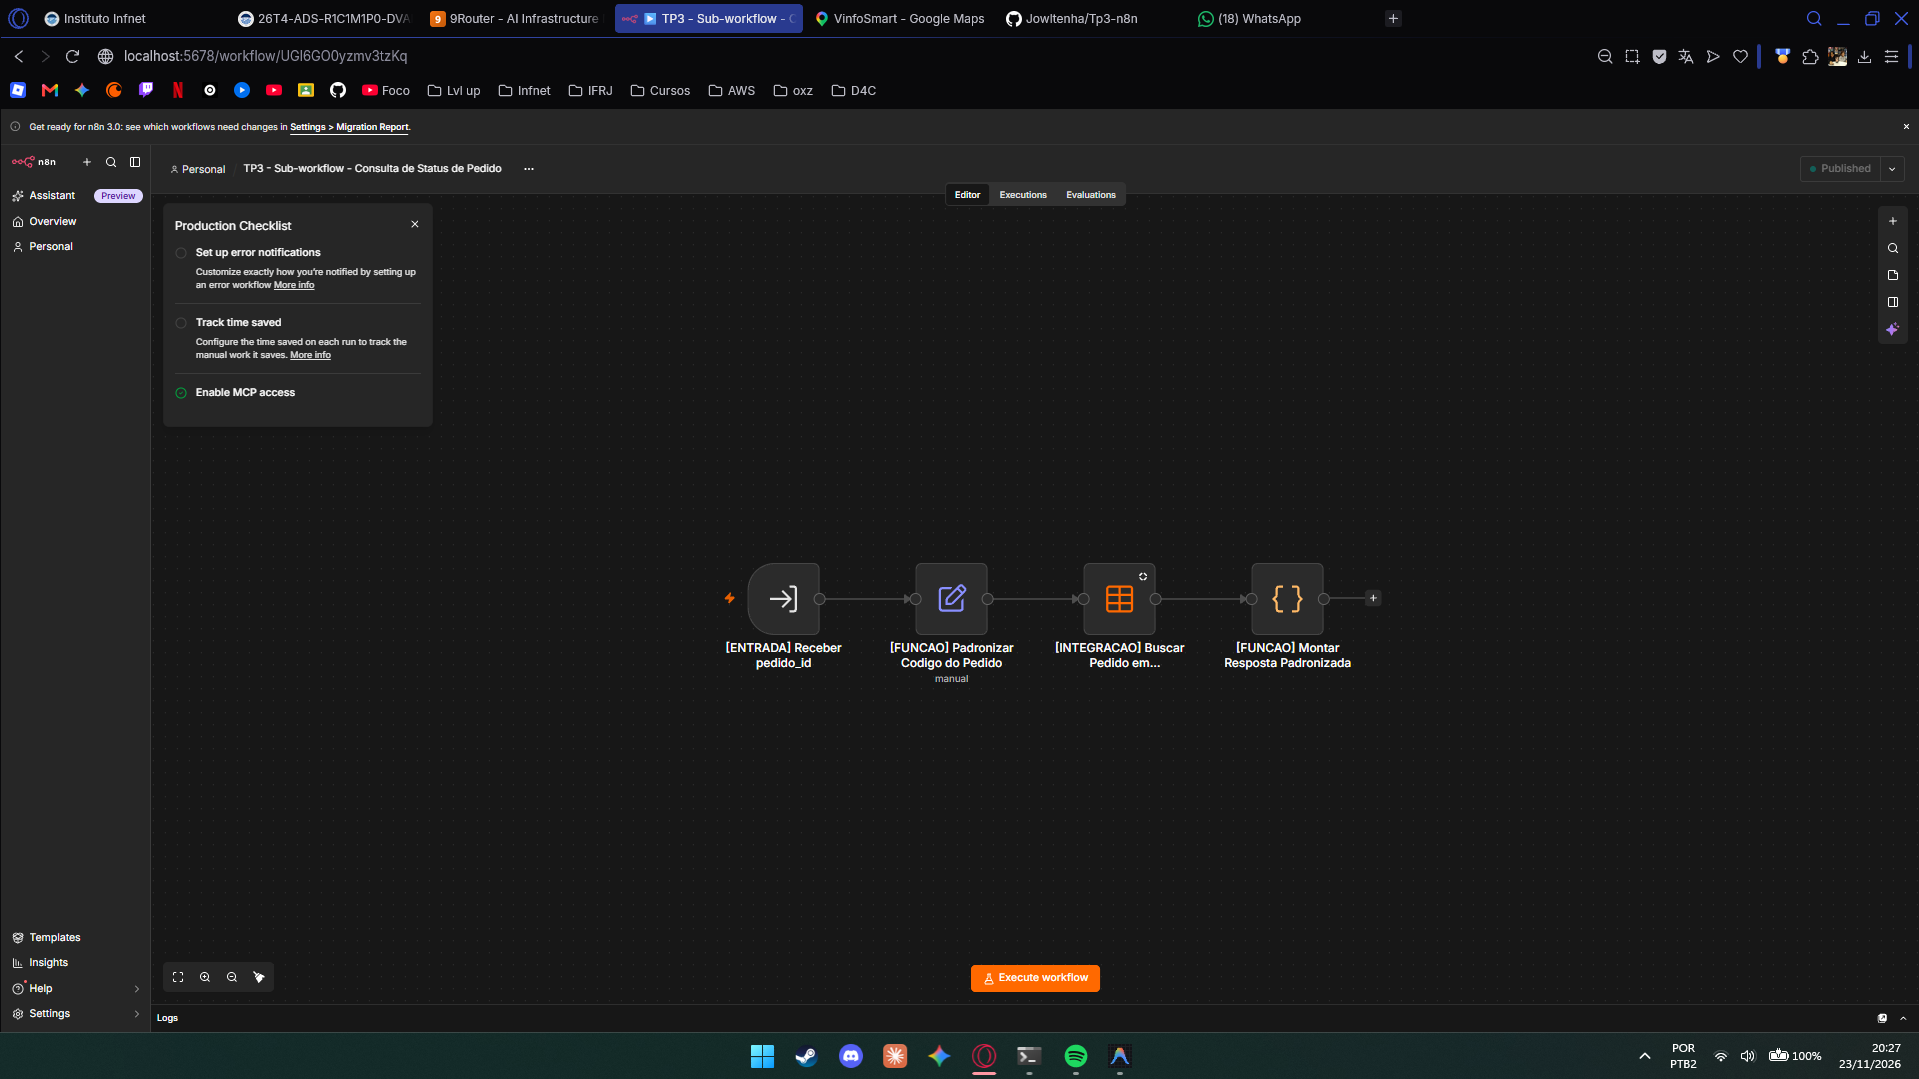 Instituto Infnet
26T4-ADS-R1C1M1P0-DVA
9Router - AI Infrastructure
TP3 - Sub-workflow - C
VinfoSmart - Google Maps
Jowltenha/Tp3-n8n
(18) WhatsApp
localhost:5678/workflow/UGl6GO0yzmv3tzKq
Foco
Lvl up
Infnet
IFRJ
Cursos
AWS
oxz
D4C
Get ready for n8n 3.0: see which workflows need changes in Settings > Migration Report.
n8n
Personal
TP3 - Sub-workflow - Consulta de Status de Pedido
Published
Assistant
Preview
Overview
Personal
Editor
Executions
Evaluations
Production Checklist
Set up error notifications
Customize exactly how you're notified by setting up
an error workflow More info
Track time saved
Configure the time saved on each run to track the
manual work it saves. More info
Enable MCP access
[ENTRADA] Receber
pedido_id
[FUNCAO] Padronizar
Codigo do Pedido
manual
[INTEGRACAO] Buscar
Pedido em...
[FUNCAO] Montar
Resposta Padronizada
Templates
Insights
Help
Settings
Execute workflow
Logs
POR
PTB2
100%
20:27
23/11/2026